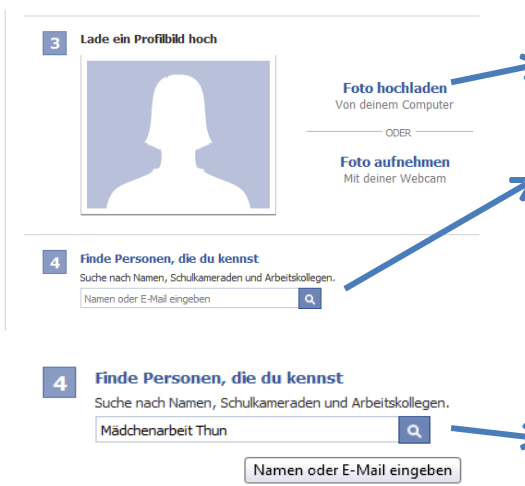 3 Lade ein Profilbild hoch
Foto hochladen
Von deinem Computer
ODER
Foto aufnehmen
Mit deiner Webcam
4 Finde Personen, die du kennst
Suche nach Namen, Schulkameraden und Arbeitskollegen.
Namen oder E-Mail eingeben
4 Finde Personen, die du kennst
Suche nach Namen, Schulkameraden und Arbeitskollegen.
Mädchenarbeit Thun
Namen oder E-Mail eingeben